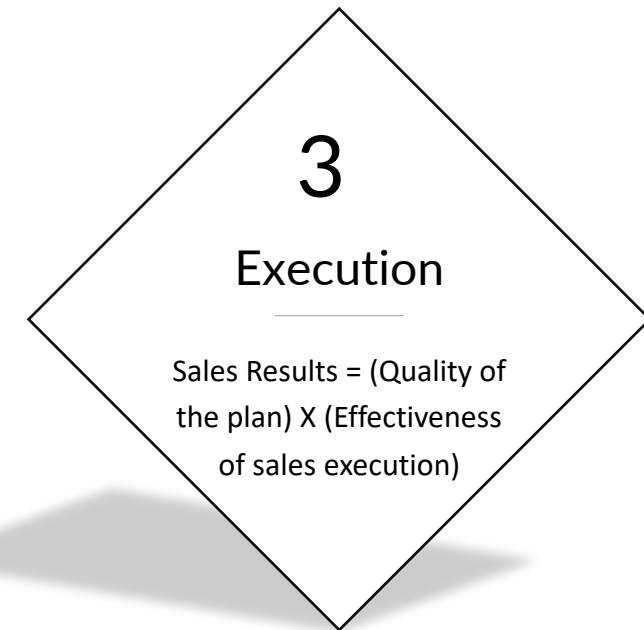 3
Execution
Sales Results = (Quality of
the plan) X (Effectiveness
of sales execution)